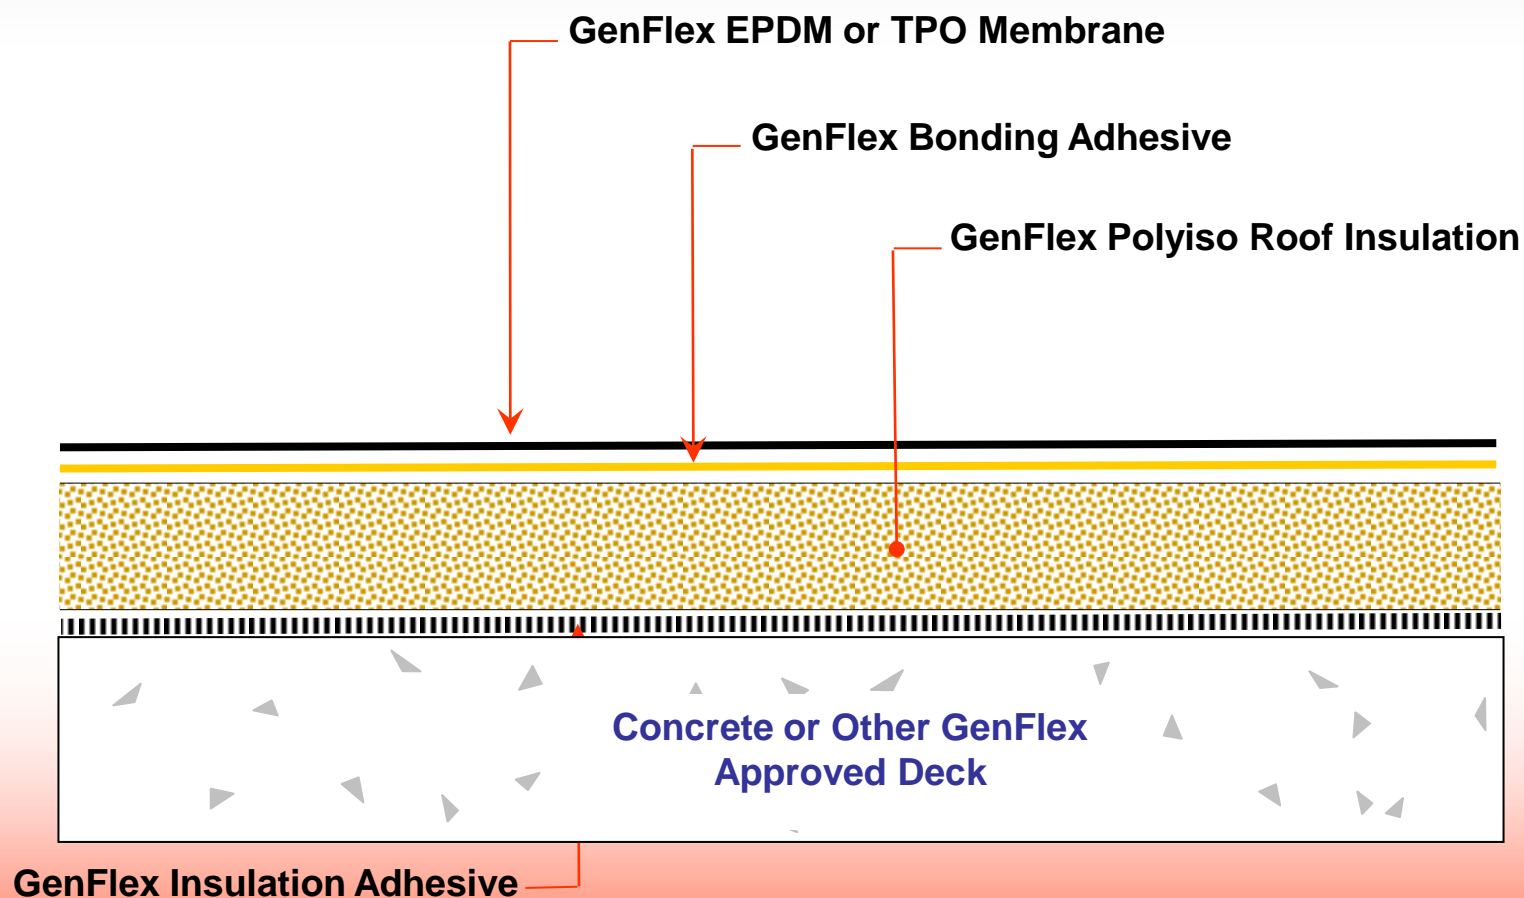 GenFlex EPDM or TPO Membrane
GenFlex Bonding Adhesive
GenFlex Polyiso Roof Insulation
Concrete or Other GenFlex
Approved Deck
GenFlex Insulation Adhesive